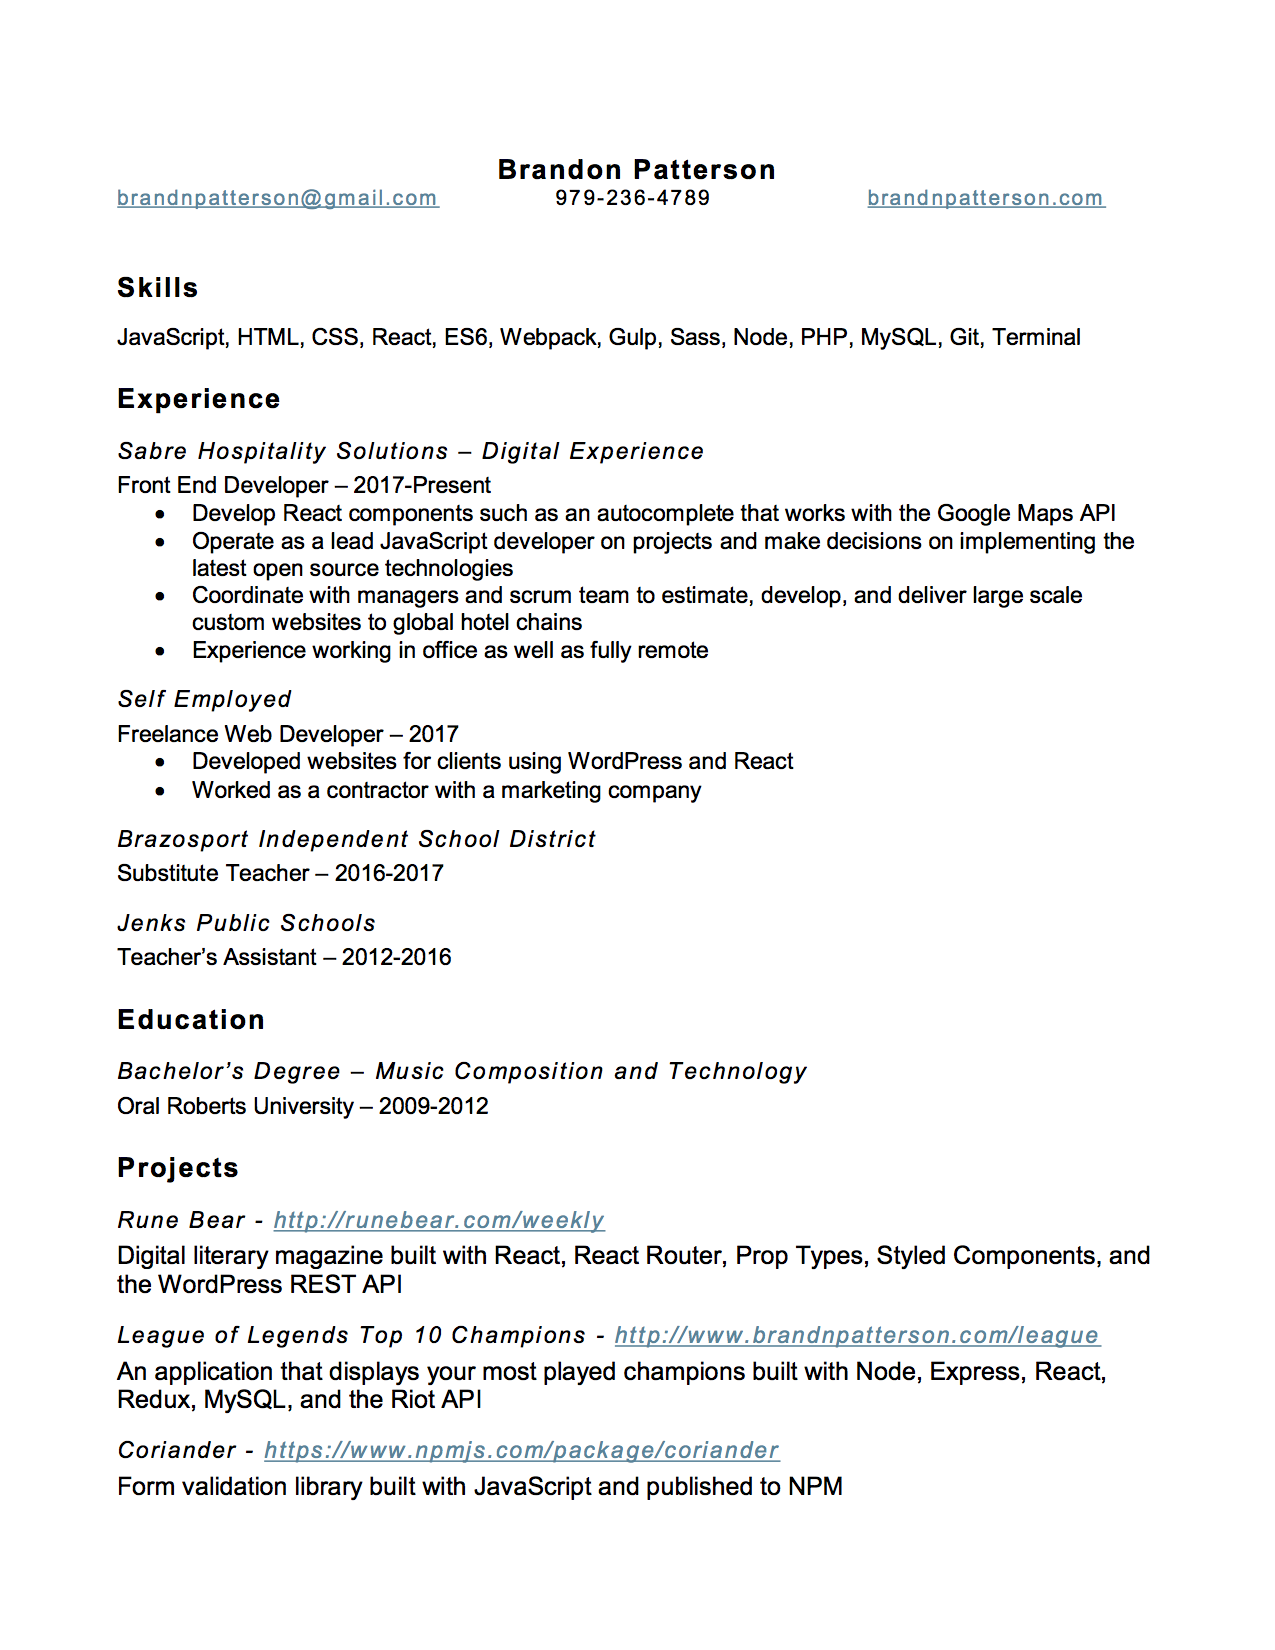 Brandon Patterson
brandnpatterson@gmail.com 979-236-4789 brandnpatterson.com
Skills
JavaScript, HTML, CSS, React, ES6, Webpack, Gulp, Sass, Node, PHP, MySQL, Git, Terminal
Experience
Sabre Hospitality Solutions – Digital Experience
Front End Developer – 2017-Present
• Develop React components such as an autocomplete that works with the Google Maps API
• Operate as a lead JavaScript developer on projects and make decisions on implementing the
latest open source technologies
• Coordinate with managers and scrum team to estimate, develop, and deliver large scale
custom websites to global hotel chains
• Experience working in office as well as fully remote
Self Employed
Freelance Web Developer – 2017
• Developed websites for clients using WordPress and React
• Worked as a contractor with a marketing company
Brazosport Independent School District
Substitute Teacher – 2016-2017
Jenks Public Schools
Teacher’s Assistant – 2012-2016
Education
Bachelor’s Degree – Music Composition and Technology
Oral Roberts University – 2009-2012
Projects
Rune Bear - http://runebear.com/weekly
Digital literary magazine built with React, React Router, Prop Types, Styled Components, and
the WordPress REST API
League of Legends Top 10 Champions - http://www.brandnpatterson.com/league
An application that displays your most played champions built with Node, Express, React,
Redux, MySQL, and the Riot API
Coriander - https://www.npmjs.com/package/coriander
Form validation library built with JavaScript and published to NPM